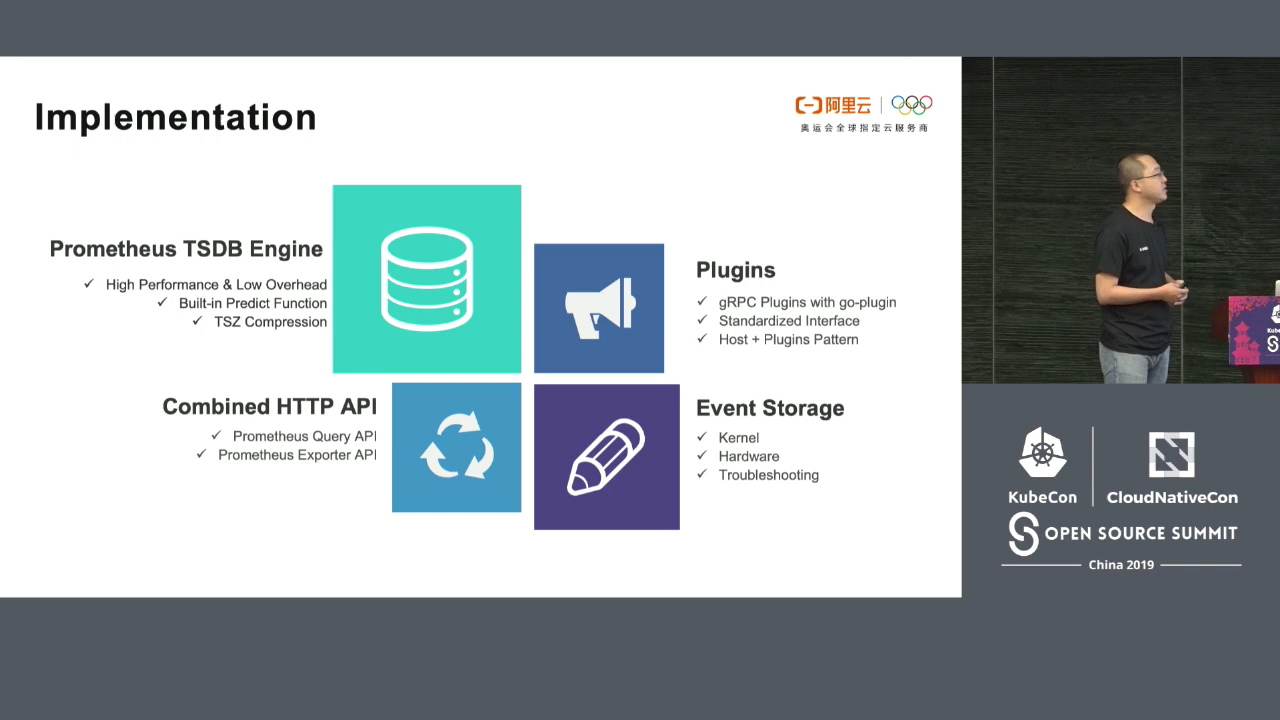 Implementation
阿里云
奥运会全球指定云服务商
Prometheus TSDB Engine
✓ High Performance & Low Overhead
✓ Built-in Predict Function
✓ TSZ Compression
Plugins
✓ gRPC Plugins with go-plugin
✓ Standardized Interface
✓ Host + Plugins Pattern
Combined HTTP API
✓ Prometheus Query API
✓ Prometheus Exporter API
Event Storage
✓ Kernel
✓ Hardware
✓ Troubleshooting
KubeCon
CloudNativeCon
OPEN SOURCE SUMMIT
China 2019